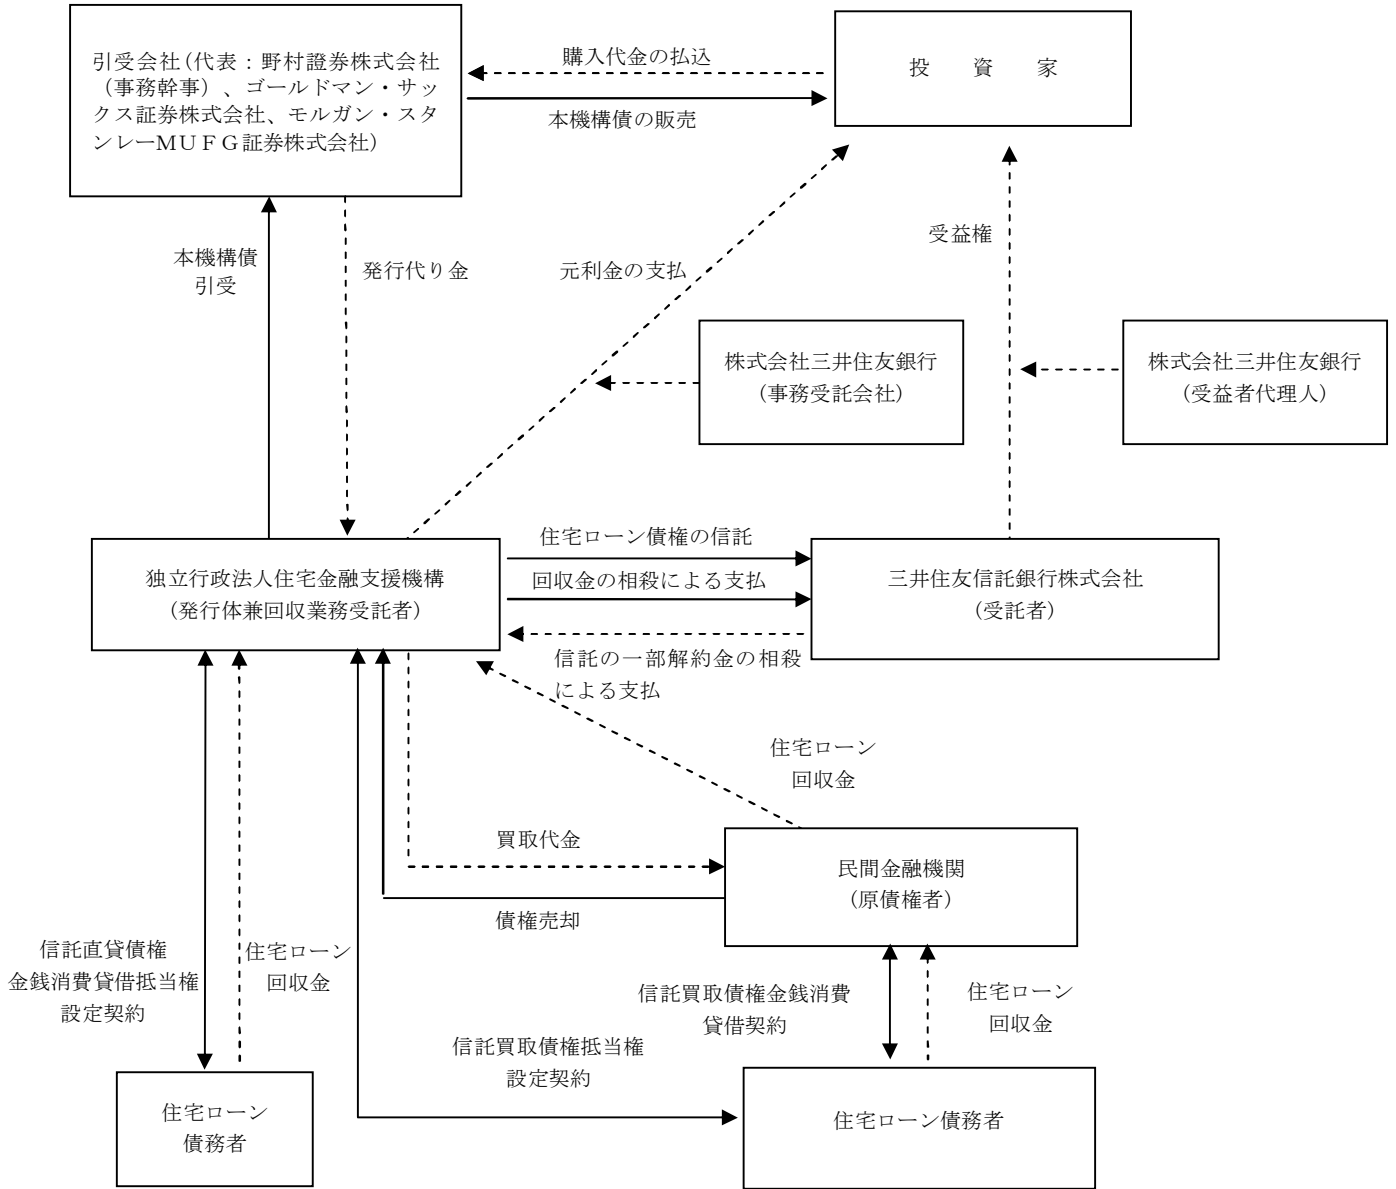 引受会社(代表：野村證券株式会社
（事務幹事）、ゴールドマン・サッ
クス証券株式会社、モルガン・スタ
ンレーＭＵＦＧ証券株式会社)
購入代金の払込
本機構債の販売
投　資　家
本機構債
引受
発行代り金
元利金の支払
受益権
株式会社三井住友銀行
（事務受託会社）
株式会社三井住友銀行
（受益者代理人）
独立行政法人住宅金融支援機構
（発行体兼回収業務受託者）
住宅ローン債権の信託
回収金の相殺による支払
信託の一部解約金の相殺
による支払
三井住友信託銀行株式会社
（受託者）
住宅ローン
回収金
買取代金
債権売却
民間金融機関
（原債権者）
信託直貸債権
金銭消費貸借抵当権
設定契約
住宅ローン
回収金
信託買取債権金銭消費
貸借契約
住宅ローン
回収金
信託買取債権抵当権
設定契約
住宅ローン
債務者
住宅ローン債務者